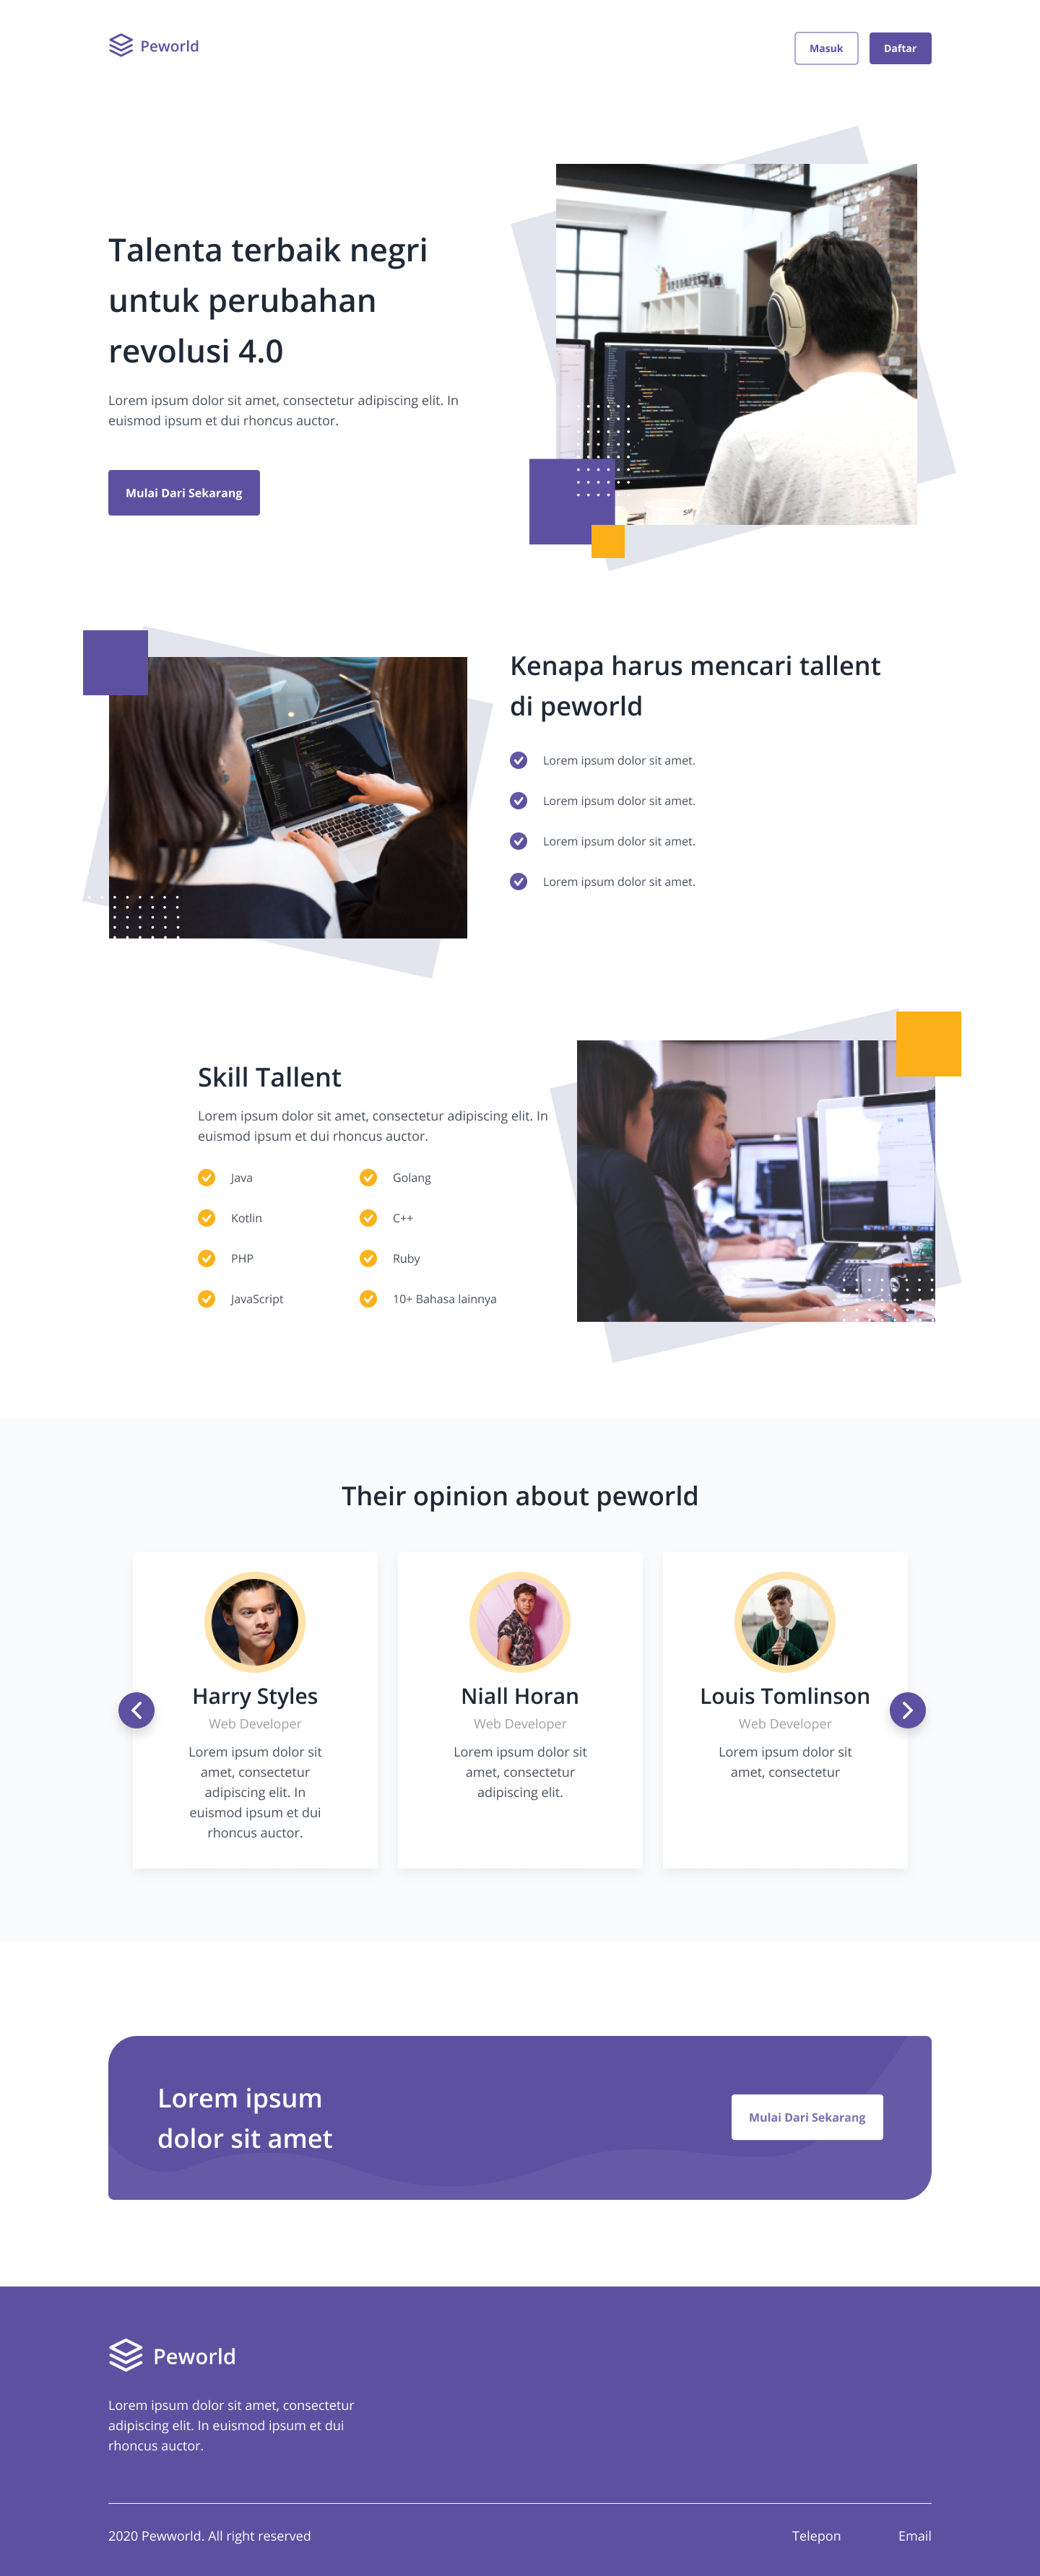 Peworld
Masuk
Daftar
Talenta terbaik negri
untuk perubahan
revolusi 4.0
Lorem ipsum dolor sit amet, consectetur adipiscing elit. In
euismod ipsum et dui rhoncus auctor.
Mulai Dari Sekarang
Kenapa harus mencari tallent
di peworld
Lorem ipsum dolor sit amet.
Lorem ipsum dolor sit amet.
Lorem ipsum dolor sit amet.
Lorem ipsum dolor sit amet.
Skill Tallent
Lorem ipsum dolor sit amet, consectetur adipiscing elit. In
euismod ipsum et dui rhoncus auctor.
Java
Golang
Kotlin
C++
PHP
Ruby
JavaScript
10+ Bahasa lainnya
Their opinion about peworld
Harry Styles
Web Developer
Lorem ipsum dolor sit
amet, consectetur
adipiscing elit. In
euismod ipsum et dui
rhoncus auctor.
Niall Horan
Web Developer
Lorem ipsum dolor sit
amet, consectetur
adipiscing elit.
Louis Tomlinson
Web Developer
Lorem ipsum dolor sit
amet, consectetur
Lorem ipsum
dolor sit amet
Mulai Dari Sekarang
Peworld
Lorem ipsum dolor sit amet, consectetur
adipiscing elit. In euismod ipsum et dui
rhoncus auctor.
2020 Pewworld. All right reserved
Telepon
Email